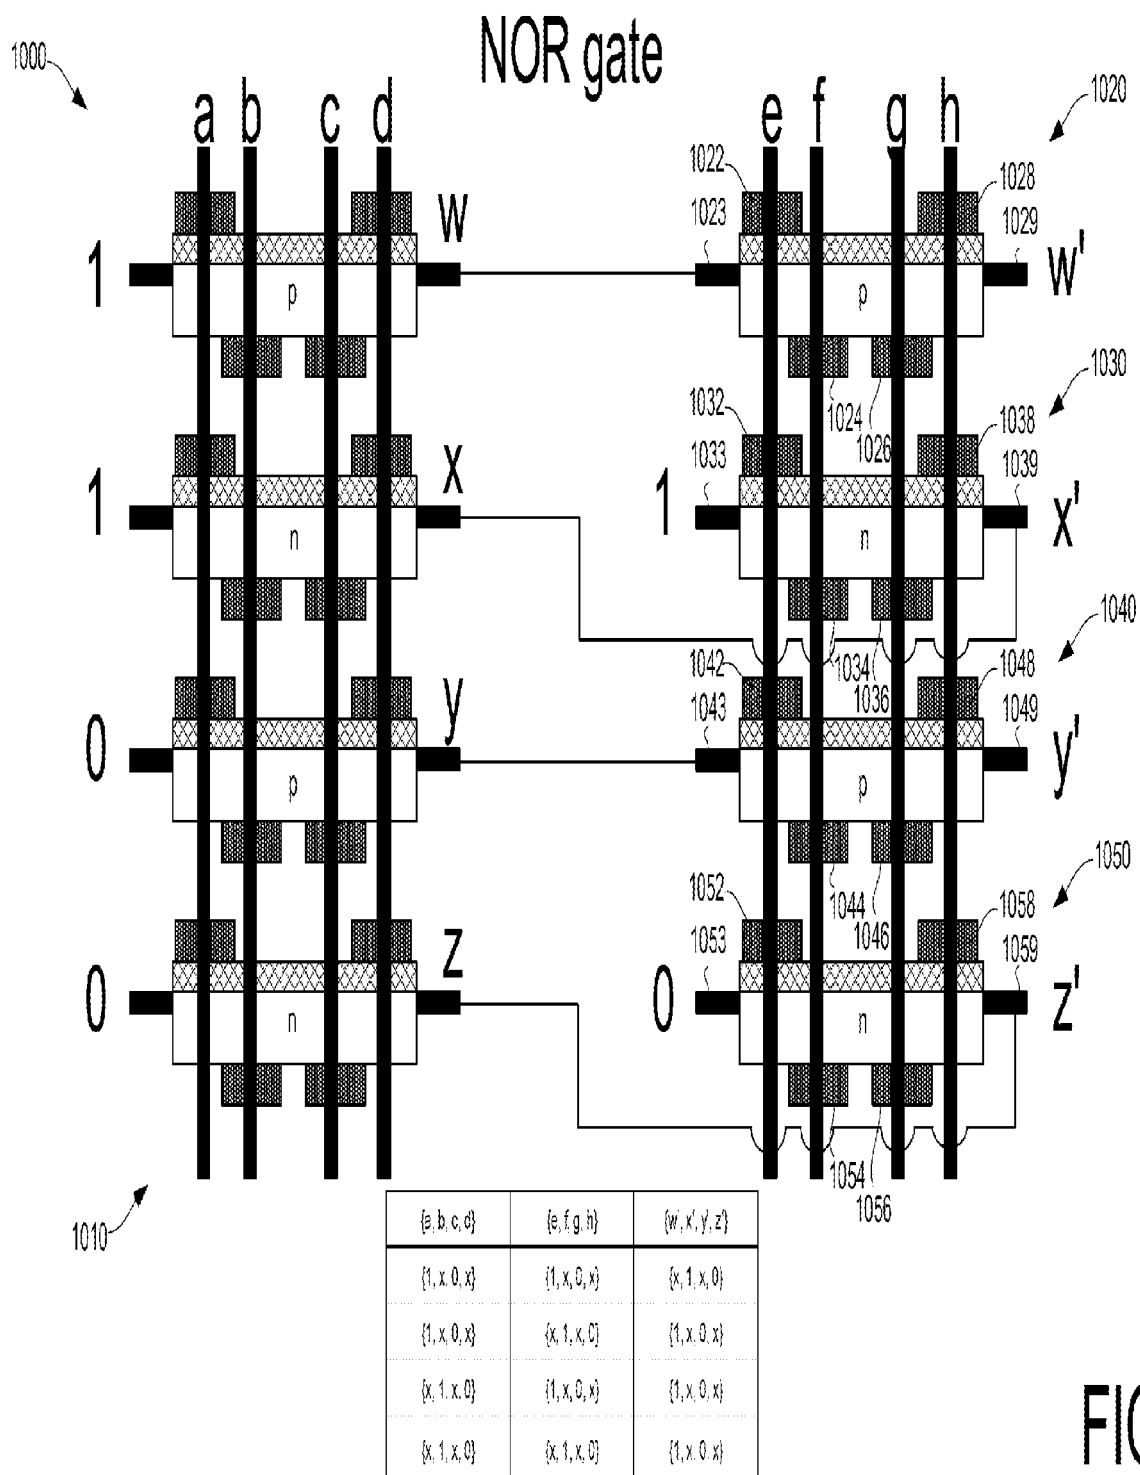 NOR gate
1000
a b c d
e f g h
1020
1022
1023
1028
1029
1 p w
p w'
1024
1026
1030
1032
1033
1038
1039
1 n x
1 n x'
1034
1036
1040
1042
1043
1048
1049
0 p y
p y'
1044
1046
1050
1052
1053
1058
1059
0 n z
0 n z'
1054
1056
1010
{a, b, c, d} {e, f, g, h} {w', x', y', z'}
{1, x, 0, x} {1, x, 0, x} {x, 1, x, 0}
{1, x, 0, x} {x, 1, x, 0} {1, x, 0, x}
{x, 1, x, 0} {1, x, 0, x} {1, x, 0, x}
{x, 1, x, 0} {x, 1, x, 0} {1, x, 0, x}